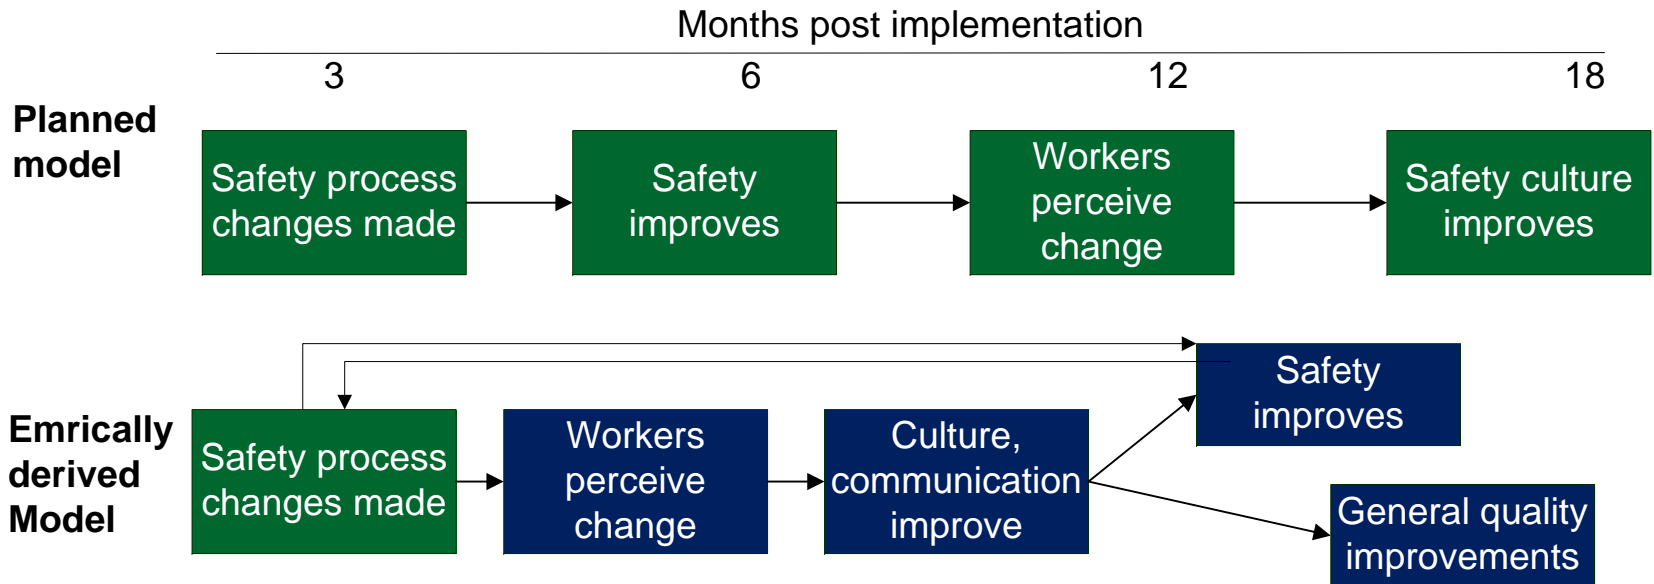 Months post implementation
3 6 12 18
Planned
model
Safety process
changes made
Safety
improves
Workers
perceive
change
Safety culture
improves
Emrically
derived
Model
Safety process
changes made
Workers
perceive
change
Culture,
communication
improve
Safety
improves
General quality
improvements